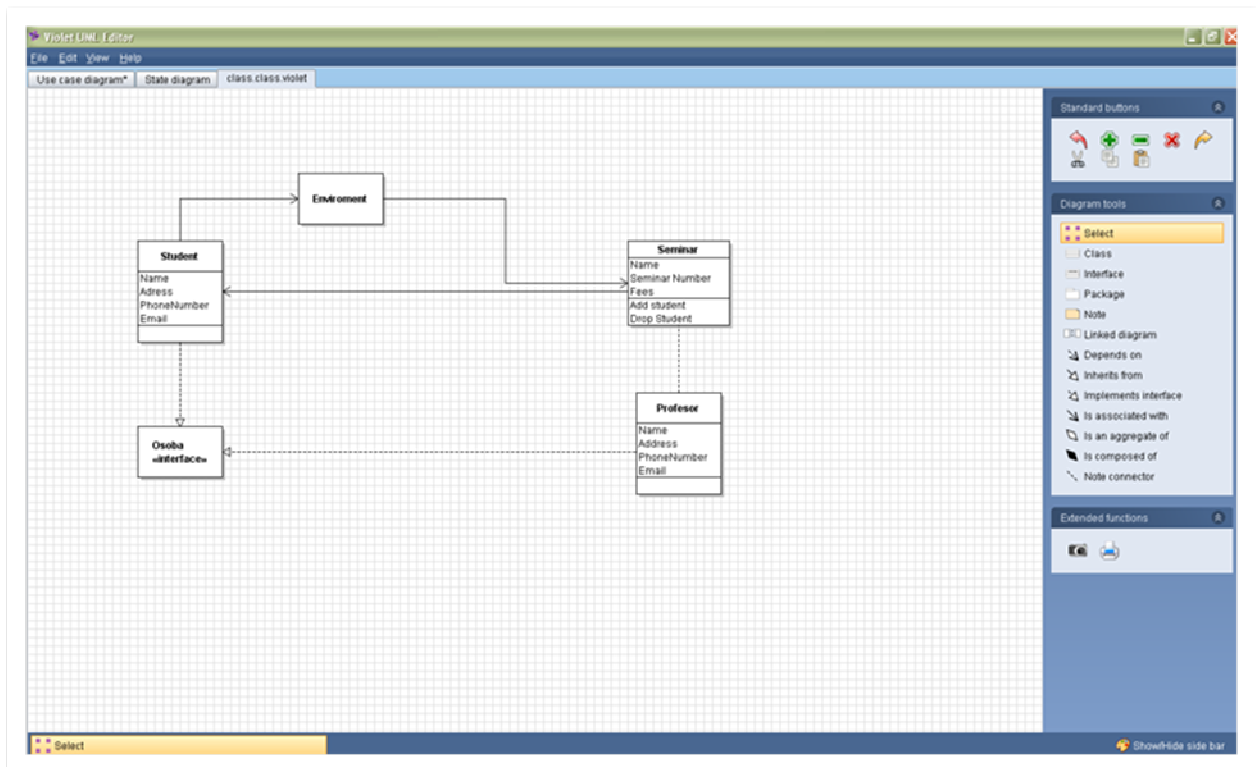 Violet UML Editor
File Edit View Help
Use case diagram* State diagram class.class.violet
Standard buttons
Diagram tools
Select
Class
Interface
Package
Note
Linked diagram
Depends on
Inherits from
Implements interface
Is associated with
Is an aggregate of
Is composed of
Note connector
Extended functions
Enviroment
Student
Name
Adress
PhoneNumber
Email
Seminar
Name
Seminar Number
Fees
Add student
Drop Student
Osoba
«interface»
Profesor
Name
Address
PhoneNumber
Email
Select
Show/Hide side bar